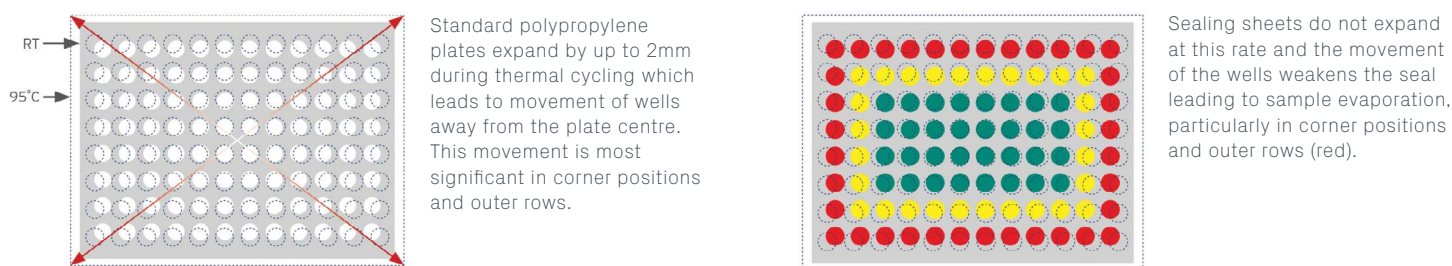 RT
95°C
Standard polypropylene
plates expand by up to 2mm
during thermal cycling which
leads to movement of wells
away from the plate centre.
This movement is most
significant in corner positions
and outer rows.
Sealing sheets do not expand
at this rate and the movement
of the wells weakens the seal
leading to sample evaporation,
particularly in corner positions
and outer rows (red).